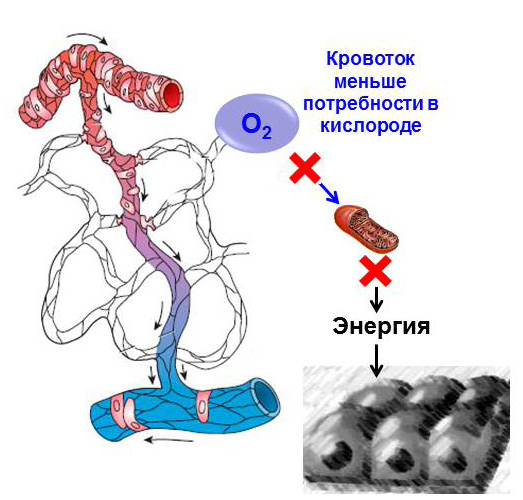 Кровоток
меньше
потребности в
кислороде
O₂
Энергия